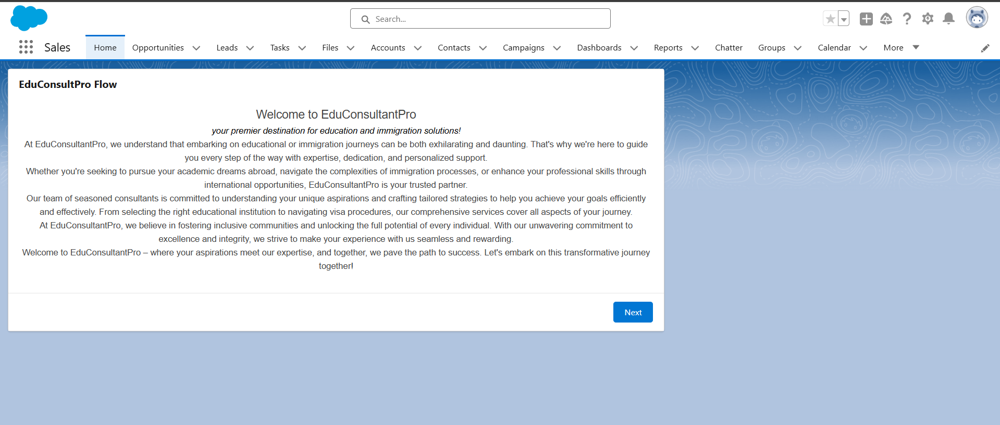 Search...
Sales
Home
Opportunities
Leads
Tasks
Files
Accounts
Contacts
Campaigns
Dashboards
Reports
Chatter
Groups
Calendar
More
EduConsultPro Flow
Welcome to EduConsultantPro
your premier destination for education and immigration solutions!
At EduConsultantPro, we understand that embarking on educational or immigration journeys can be both exhilarating and daunting. That's why we're here to guide
you every step of the way with expertise, dedication, and personalized support.
Whether you're seeking to pursue your academic dreams abroad, navigate the complexities of immigration processes, or enhance your professional skills through
international opportunities, EduConsultantPro is your trusted partner.
Our team of seasoned consultants is committed to understanding your unique aspirations and crafting tailored strategies to help you achieve your goals efficiently
and effectively. From selecting the right educational institution to navigating visa procedures, our comprehensive services cover all aspects of your journey.
At EduConsultantPro, we believe in fostering inclusive communities and unlocking the full potential of every individual. With our unwavering commitment to
excellence and integrity, we strive to make your experience with us seamless and rewarding.
Welcome to EduConsultantPro – where your aspirations meet our expertise, and together, we pave the path to success. Let's embark on this transformative journey
together!
Next